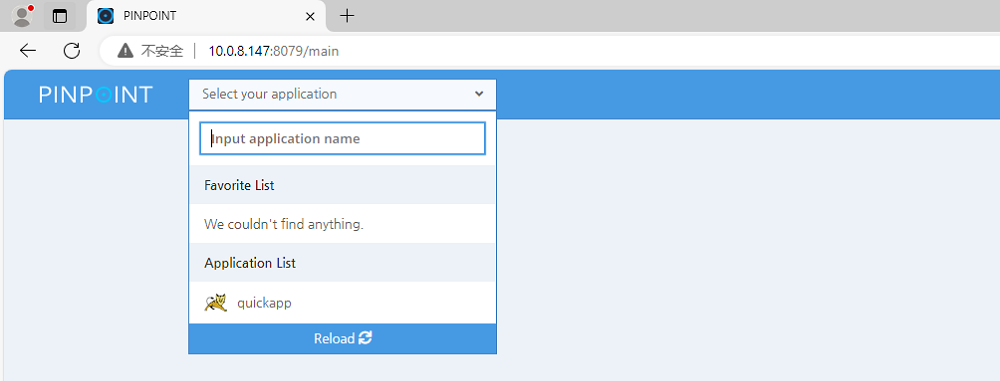 PINPOINT
不安全 | 10.0.8.147:8079/main
PINPOINT Select your application
Input application name
Favorite List
We couldn't find anything.
Application List
quickapp
Reload